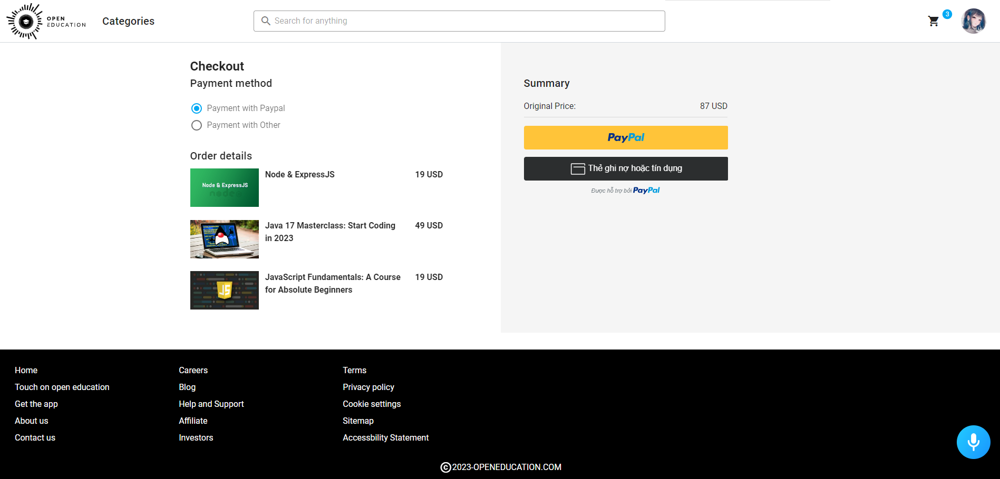 OPEN
EDUCATION
Categories
Search for anything
3
Checkout
Payment method
Payment with Paypal
Payment with Other
Order details
Node & ExpressJS
node
Node & ExpressJS
19 USD
Java 17 Masterclass: Start Coding
in 2023
49 USD
JS
JavaScript Fundamentals: A Course
for Absolute Beginners
19 USD
Summary
Original Price:
87 USD
PayPal
Thẻ ghi nợ hoặc tín dụng
Được hỗ trợ bởi PayPal
Home
Touch on open education
Get the app
About us
Contact us
Careers
Blog
Help and Support
Affiliate
Investors
Terms
Privacy policy
Cookie settings
Sitemap
Accessbility Statement
©2023-OPENEDUCATION.COM